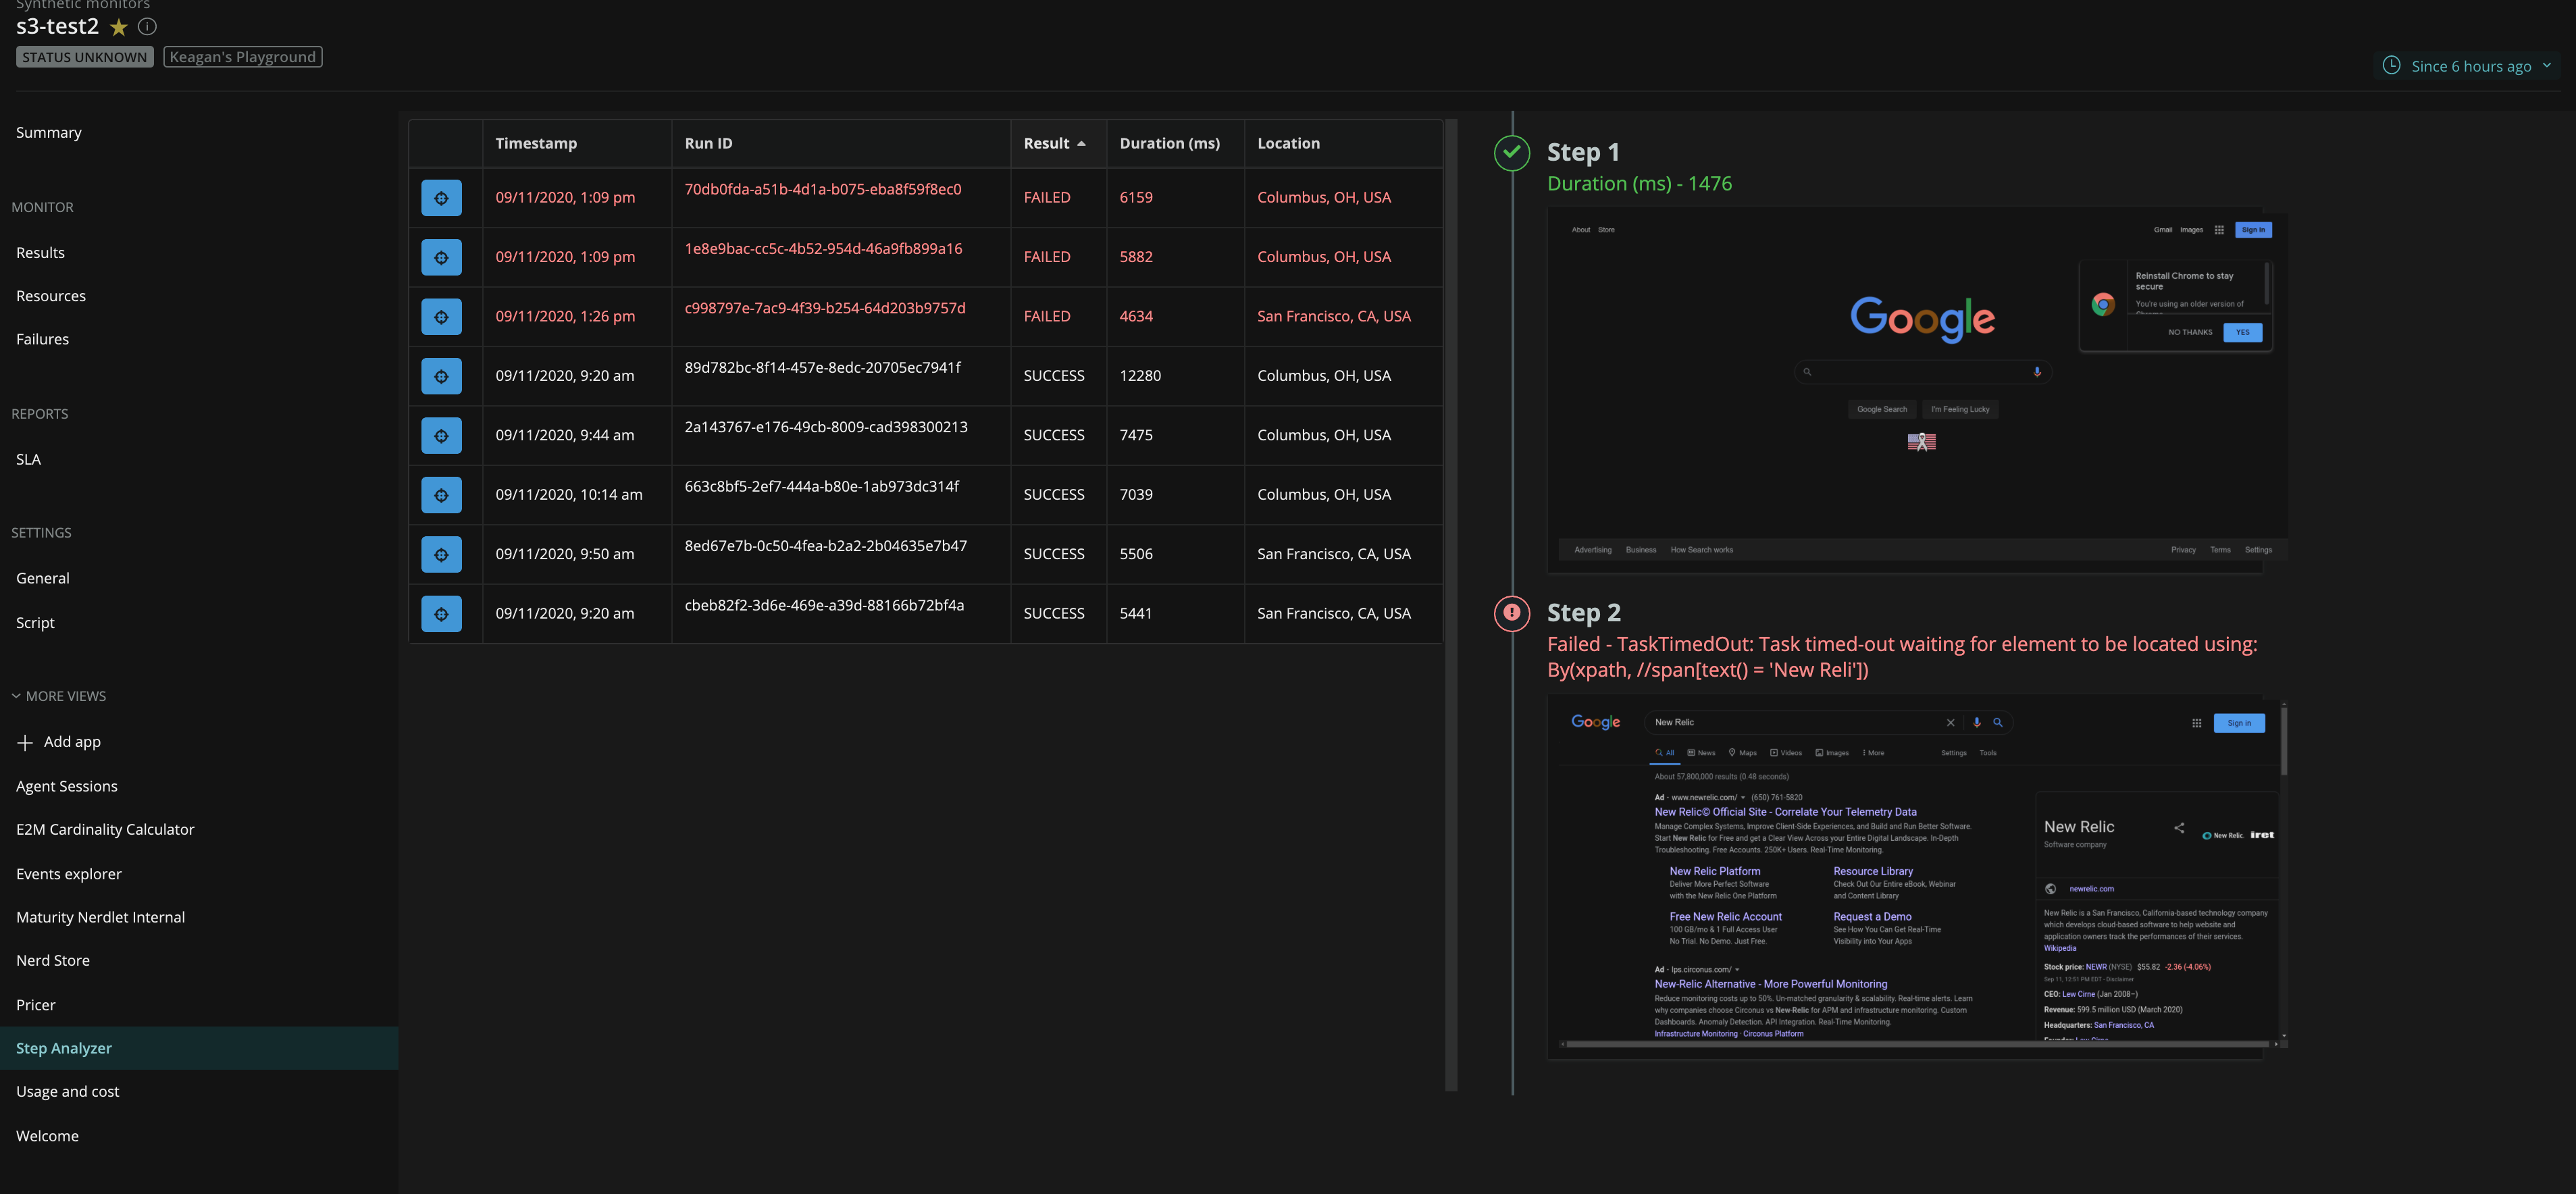 Synthetic monitors
s3-test2
STATUS UNKNOWN Keagan's Playground
Since 6 hours ago
Summary
MONITOR
Results
Resources
Failures
REPORTS
SLA
SETTINGS
General
Script
MORE VIEWS
Add app
Agent Sessions
E2M Cardinality Calculator
Events explorer
Maturity Nerdlet Internal
Nerd Store
Pricer
Step Analyzer
Usage and cost
Welcome
Timestamp Run ID Result Duration (ms) Location
09/11/2020, 1:09 pm 70db0fda-a51b-4d1a-b075-eba8f59f8ec0 FAILED 6159 Columbus, OH, USA
09/11/2020, 1:09 pm 1e8e9bac-cc5c-4b52-954d-46a9fb899a16 FAILED 5882 Columbus, OH, USA
09/11/2020, 1:26 pm c998797e-7ac9-4f39-b254-64d203b9757d FAILED 4634 San Francisco, CA, USA
09/11/2020, 9:20 am 89d782bc-8f14-457e-8edc-20705ec7941f SUCCESS 12280 Columbus, OH, USA
09/11/2020, 9:44 am 2a143767-e176-49cb-8009-cad398300213 SUCCESS 7475 Columbus, OH, USA
09/11/2020, 10:14 am 663c8bf5-2ef7-444a-b80e-1ab973dc314f SUCCESS 7039 Columbus, OH, USA
09/11/2020, 9:50 am 8ed67e7b-0c50-4fea-b2a2-2b04635e7b47 SUCCESS 5506 San Francisco, CA, USA
09/11/2020, 9:20 am cbeb82f2-3d6e-469e-a39d-88166b72bf4a SUCCESS 5441 San Francisco, CA, USA
Step 1
Duration (ms) - 1476
About Store Gmail Images Sign in
Reinstall Chrome to stay
secure
You're using an older version of
NO THANKS YES
Google
Google Search I'm Feeling Lucky
Advertising Business How Search works Privacy Terms Settings
Step 2
Failed - TaskTimedOut: Task timed-out waiting for element to be located using:
By(xpath, //span[text() = 'New Reli'])
Google New Relic Sign in
All News Maps Videos Images More Settings Tools
About 57,800,000 results (0.48 seconds)
Ad · www.newrelic.com/ (650) 761-5820
New Relic© Official Site - Correlate Your Telemetry Data
Manage Complex Systems, Improve Client-Side Experiences, and Build and Run Better Software.
Start New Relic for Free and get a Clear View Across your Entire Digital Landscape. In-Depth
Troubleshooting. Free Accounts. 250K+ Users. Real-Time Monitoring.
New Relic Platform
Deliver More Perfect Software
with the New Relic One Platform
Resource Library
Check Out Our Entire eBook, Webinar
and Content Library
Free New Relic Account
100 GB/mo & 1 Full Access User
No Trial. No Demo. Just Free.
Request a Demo
See How You Can Get Real-Time
Visibility into Your Apps
Ad · lps.circonus.com/
New-Relic Alternative - More Powerful Monitoring
Reduce monitoring costs up to 50%. Un-matched granularity & scalability. Real-time alerts. Learn
why companies choose Circonus vs New-Relic for APM and infrastructure monitoring. Custom
Dashboards. Anomaly Detection. API Integration. Real-Time Monitoring.
Infrastructure Monitoring · Circonus Platform
New Relic
Software company
New Relic
newrelic.com
New Relic is a San Francisco, California-based technology company
which develops cloud-based software to help website and
application owners track the performances of their services.
Wikipedia
Stock price: NEWR (NYSE) $55.82 -2.36 (-4.06%)
Sep 11, 12:51 PM EDT - Disclaimer
CEO: Lew Cirne (Jan 2008–)
Revenue: 599.5 million USD (March 2020)
Headquarters: San Francisco, CA